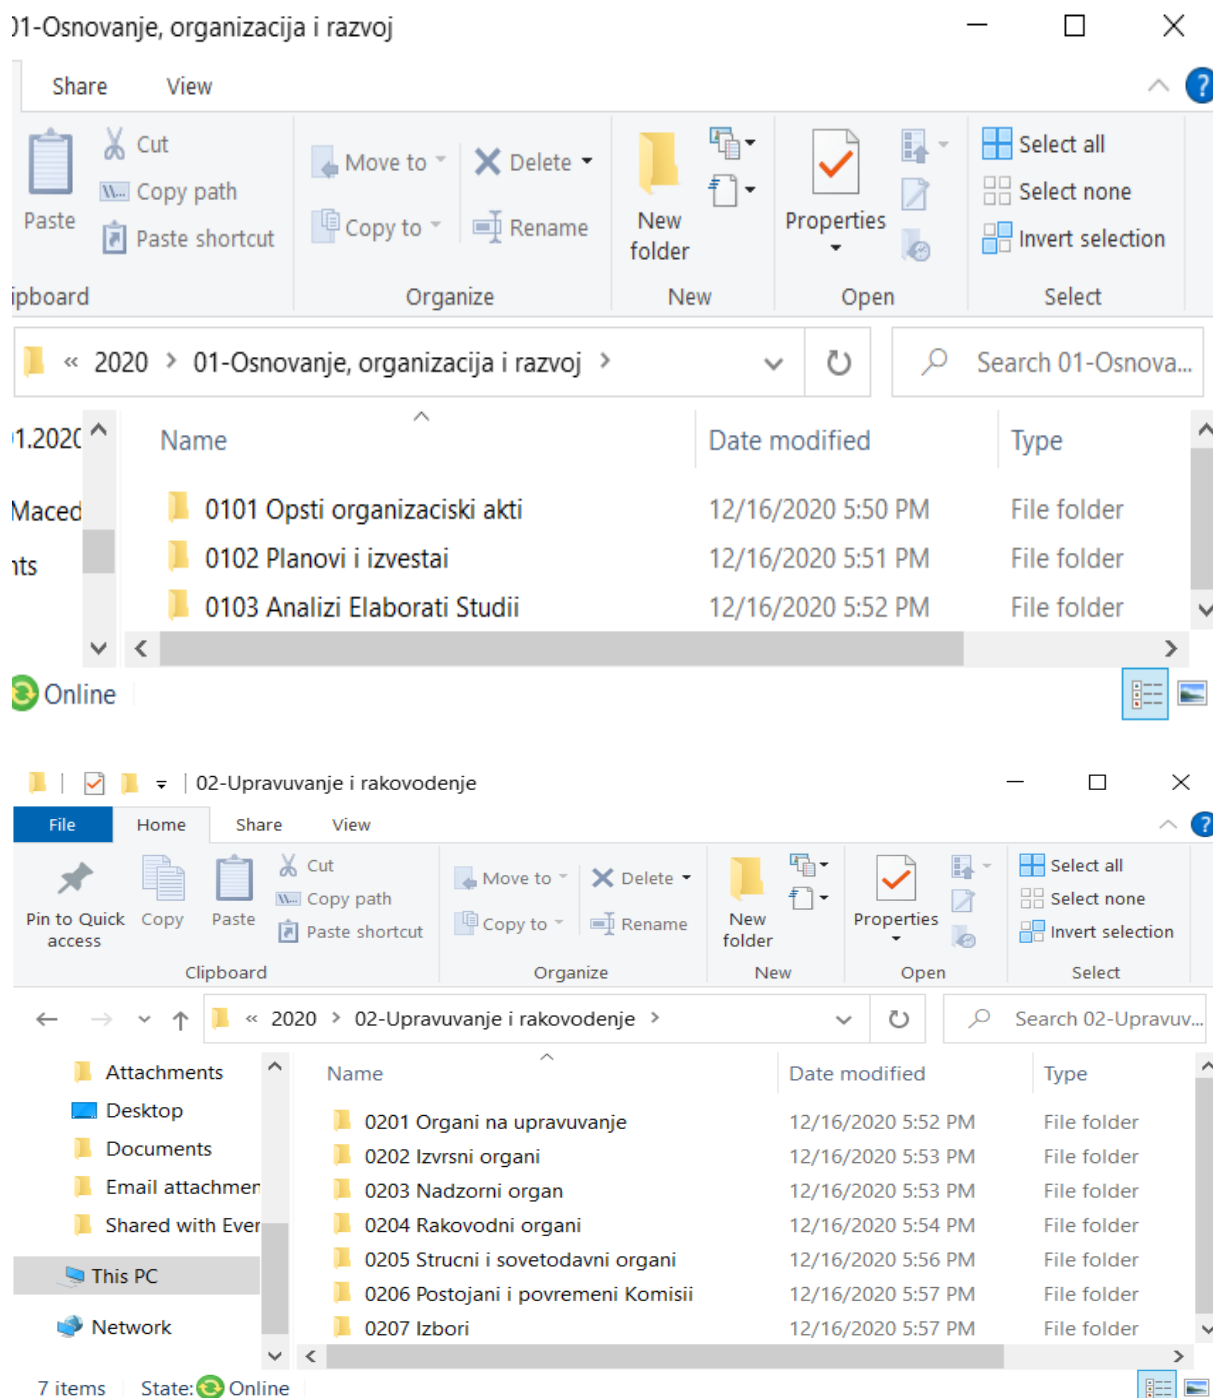 01-Osnovanje, organizacija i razvoj
Share View
Cut
Copy path
Paste
Paste shortcut
Move to
Copy to
Delete
Rename
New folder
Properties
Select all
Select none
Invert selection
Organize New Open Select
« 2020 > 01-Osnovanje, organizacija i razvoj >
Search 01-Osnova...
Name Date modified Type
0101 Opsti organizaciski akti 12/16/2020 5:50 PM File folder
0102 Planovi i izvestai 12/16/2020 5:51 PM File folder
0103 Analizi Elaborati Studii 12/16/2020 5:52 PM File folder
Online
02-Upravuvanje i rakovodenje
File Home Share View
Pin to Quick access
Copy
Paste
Cut
Copy path
Paste shortcut
Move to
Copy to
Delete
Rename
New folder
Properties
Select all
Select none
Invert selection
Clipboard Organize New Open Select
« 2020 > 02-Upravuvanje i rakovodenje >
Search 02-Upravuv...
Attachments
Desktop
Documents
Email attachmen
Shared with Ever
This PC
Network
Name Date modified Type
0201 Organi na upravuvanje 12/16/2020 5:52 PM File folder
0202 Izvrsni organi 12/16/2020 5:53 PM File folder
0203 Nadzorni organ 12/16/2020 5:53 PM File folder
0204 Rakovodni organi 12/16/2020 5:54 PM File folder
0205 Strucni i sovetodavni organi 12/16/2020 5:56 PM File folder
0206 Postojani i povremeni Komisii 12/16/2020 5:57 PM File folder
0207 Izbori 12/16/2020 5:57 PM File folder
7 items State: Online